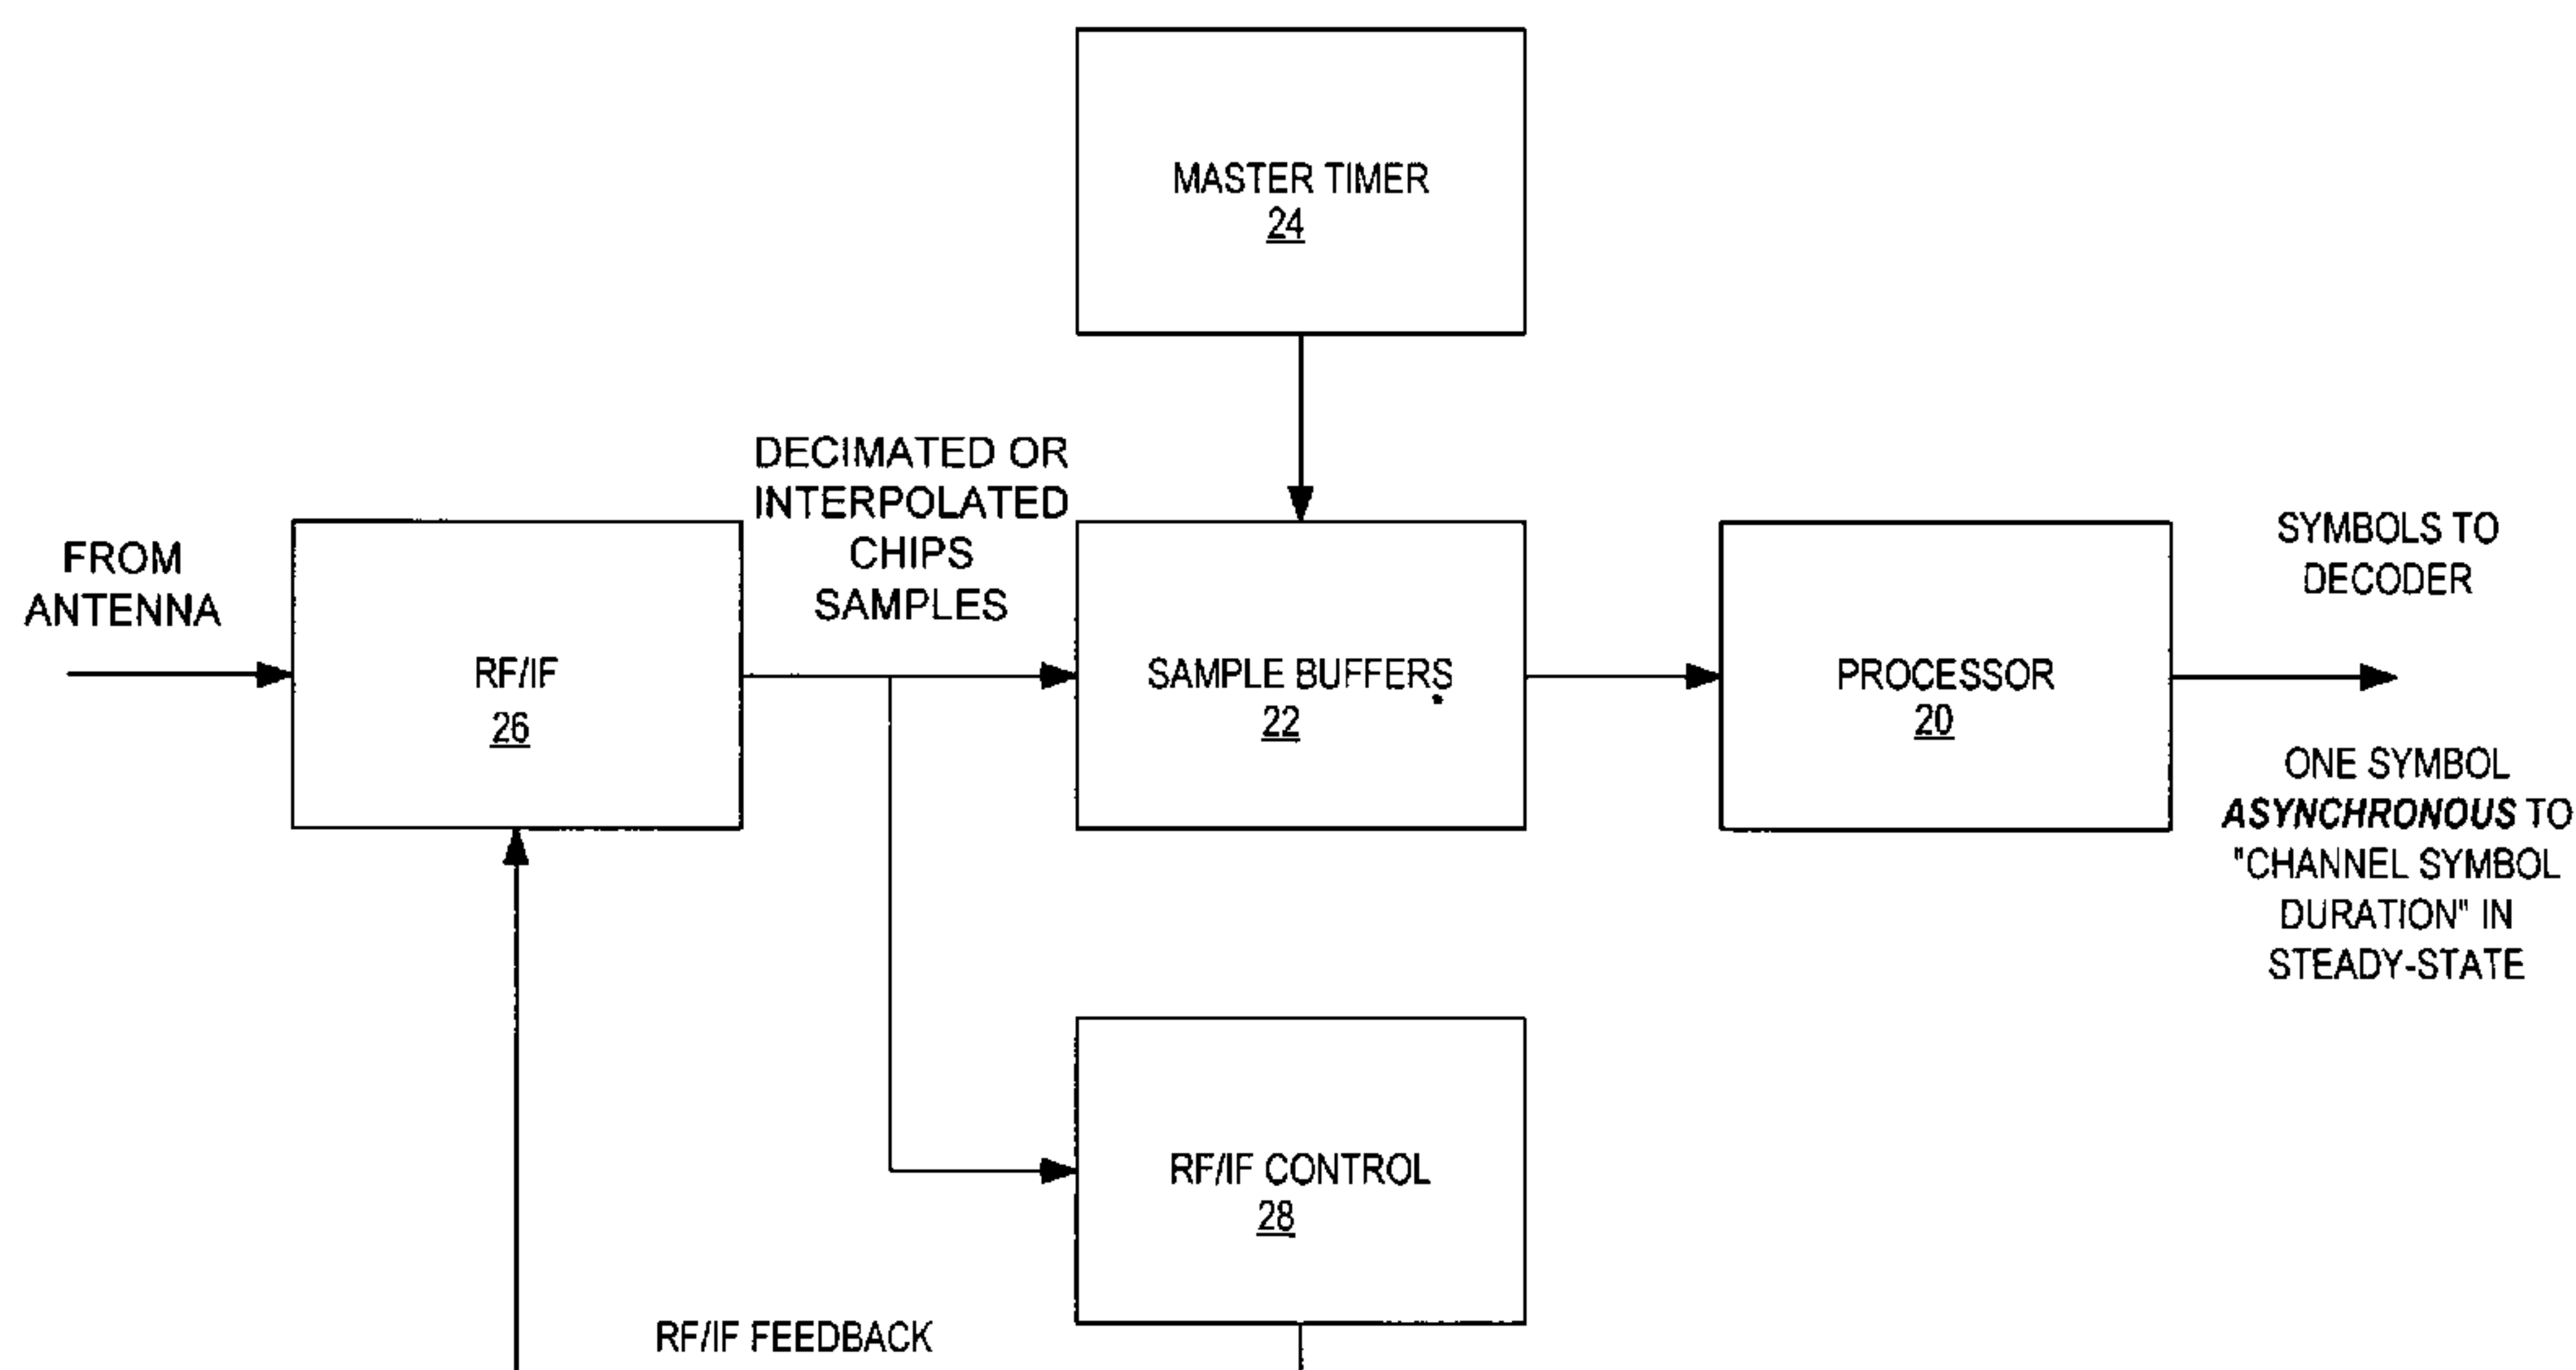 MASTER TIMER
24
DECIMATED OR
INTERPOLATED
CHIPS
SAMPLES
FROM
ANTENNA
RF/IF
26
SAMPLE BUFFERS
22
PROCESSOR
20
SYMBOLS TO
DECODER
ONE SYMBOL
ASYNCHRONOUS TO
"CHANNEL SYMBOL
DURATION" IN
STEADY-STATE
RF/IF CONTROL
28
RF/IF FEEDBACK